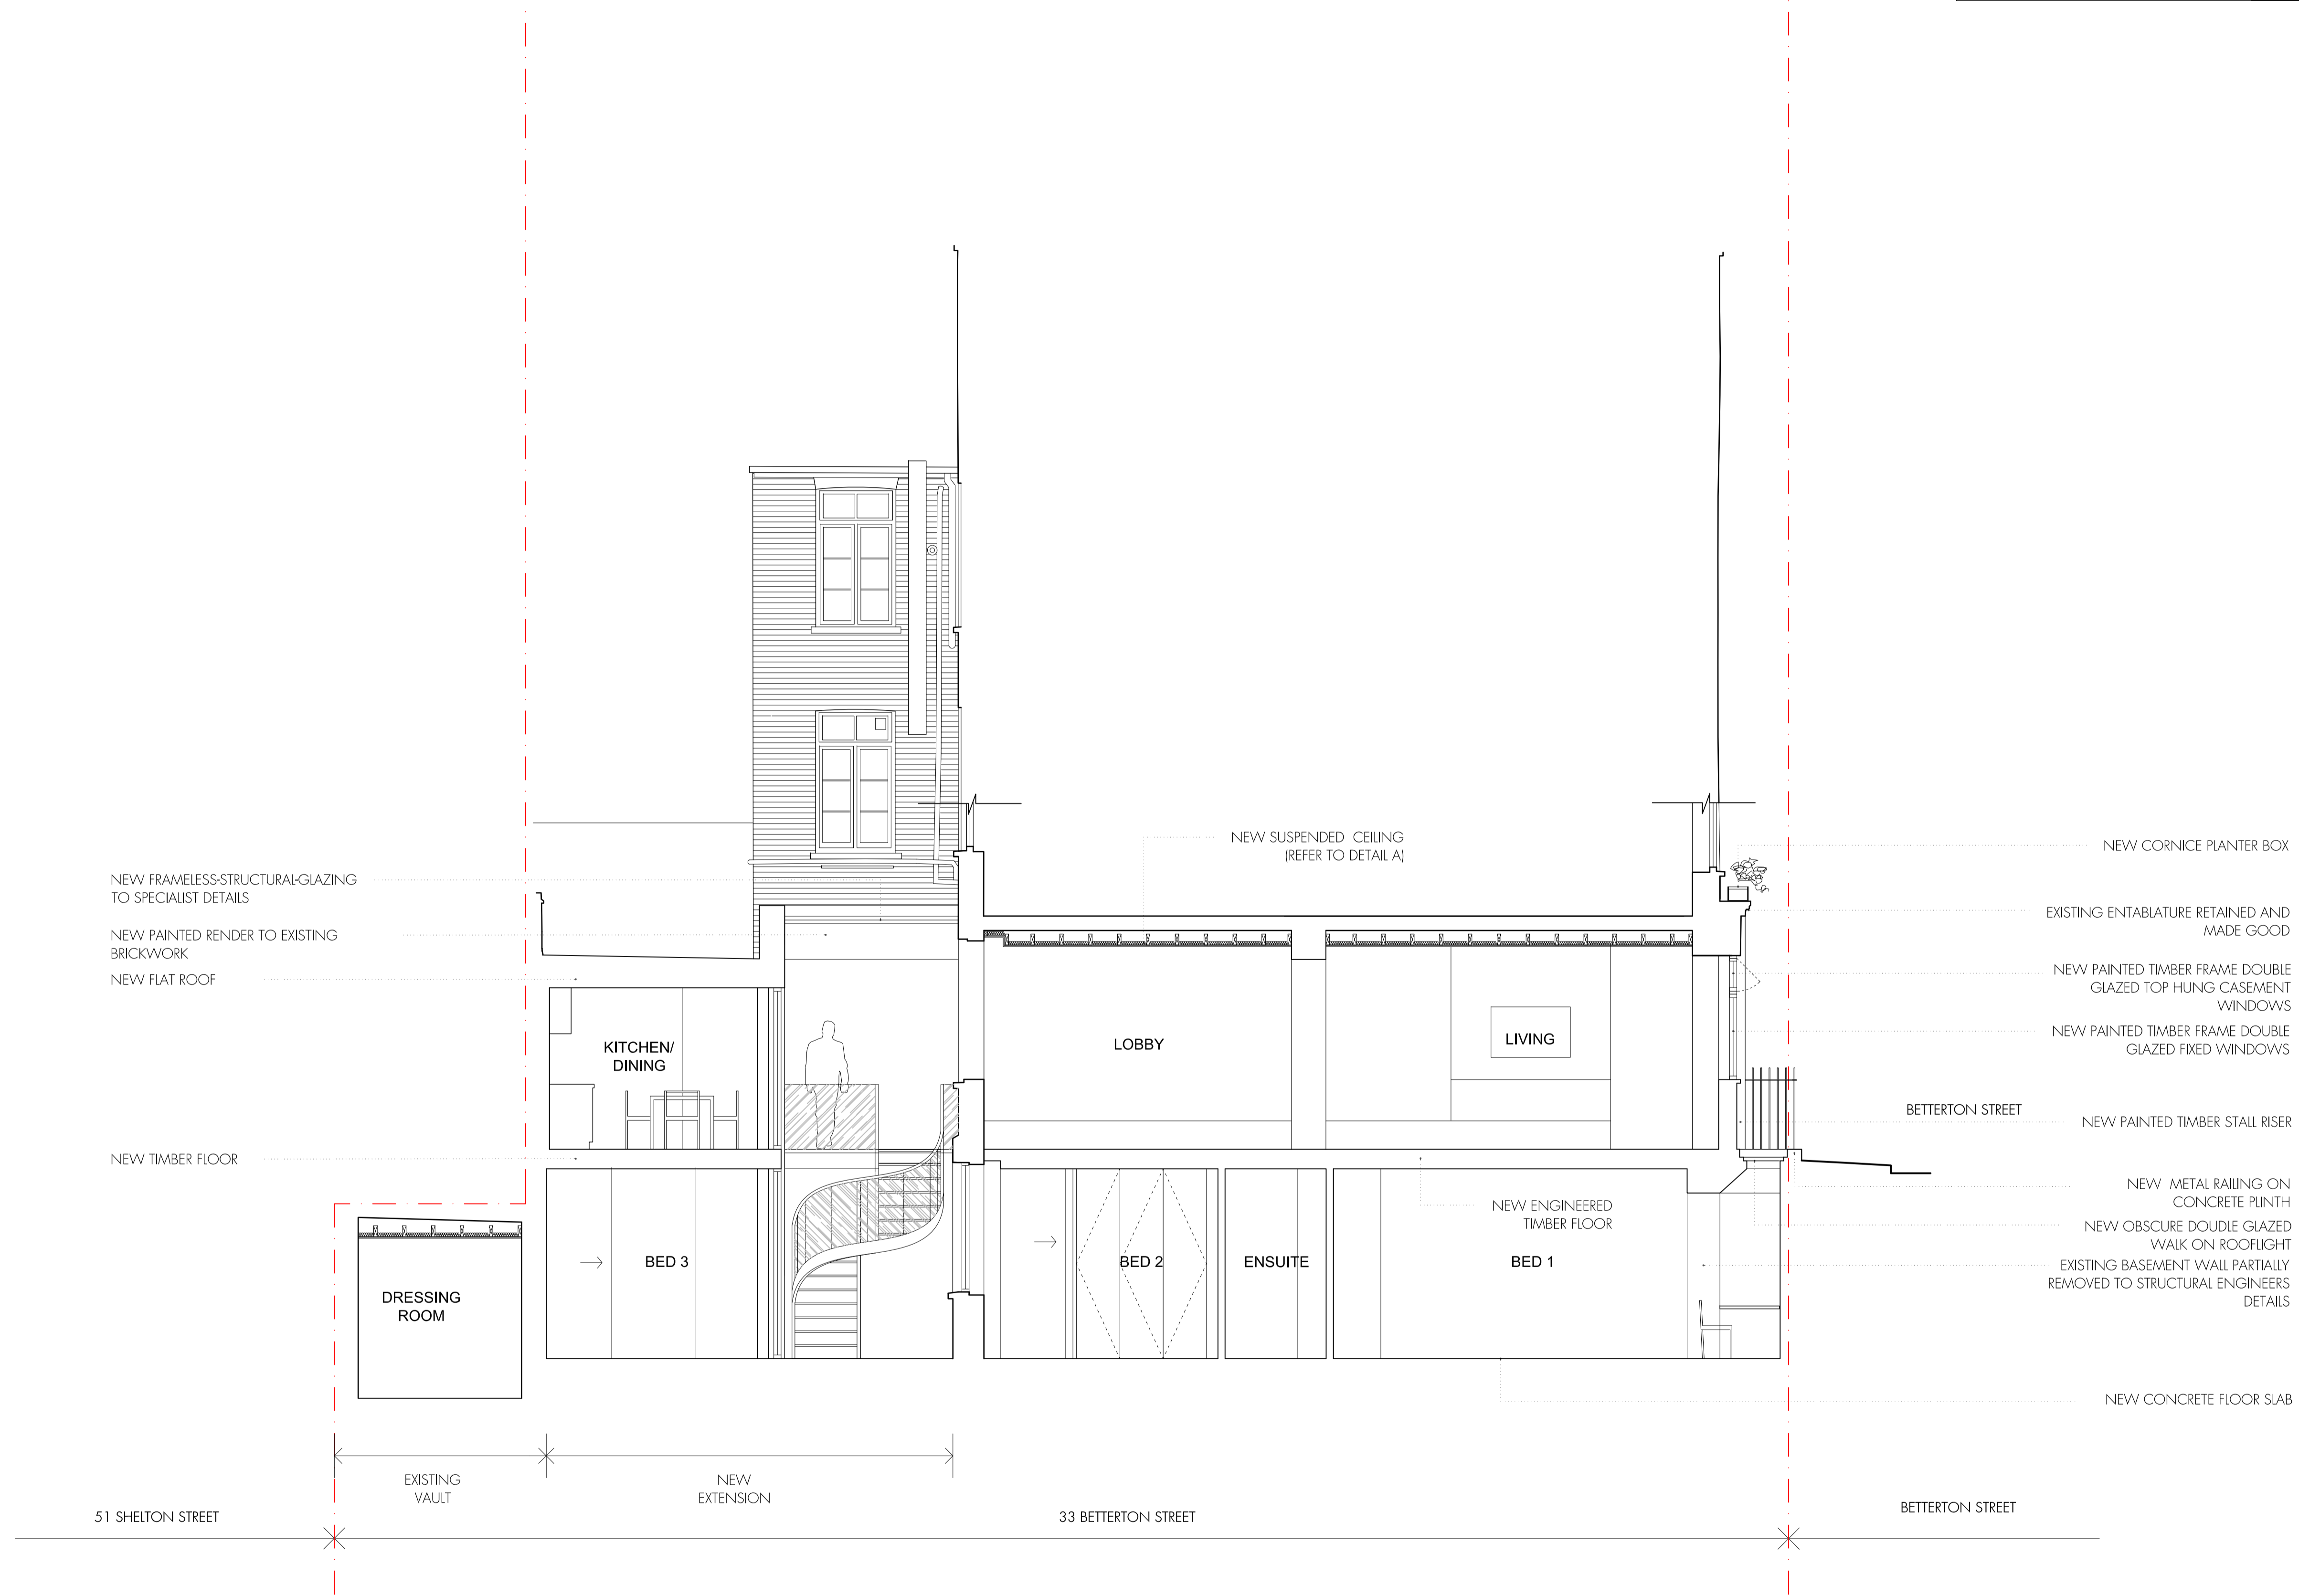 NEW SUSPENDED CEILING
(REFER TO DETAIL A)
NEW FRAMELESS-STRUCTURAL-GLAZING
TO SPECIALIST DETAILS
NEW PAINTED RENDER TO EXISTING
BRICKWORK
NEW FLAT ROOF
NEW TIMBER FLOOR
KITCHEN/
DINING
LOBBY
LIVING
BED 3
BED 2
ENSUITE
BED 1
DRESSING
ROOM
NEW ENGINEERED
TIMBER FLOOR
NEW CORNICE PLANTER BOX
EXISTING ENTABLATURE RETAINED AND
MADE GOOD
NEW PAINTED TIMBER FRAME DOUBLE
GLAZED TOP HUNG CASEMENT
WINDOWS
NEW PAINTED TIMBER FRAME DOUBLE
GLAZED FIXED WINDOWS
BETTERTON STREET
NEW PAINTED TIMBER STALL RISER
NEW METAL RAILING ON
CONCRETE PLINTH
NEW OBSCURE DOUDLE GLAZED
WALK ON ROOFLIGHT
EXISTING BASEMENT WALL PARTIALLY
REMOVED TO STRUCTURAL ENGINEERS
DETAILS
NEW CONCRETE FLOOR SLAB
EXISTING
VAULT
NEW
EXTENSION
51 SHELTON STREET
33 BETTERTON STREET
BETTERTON STREET